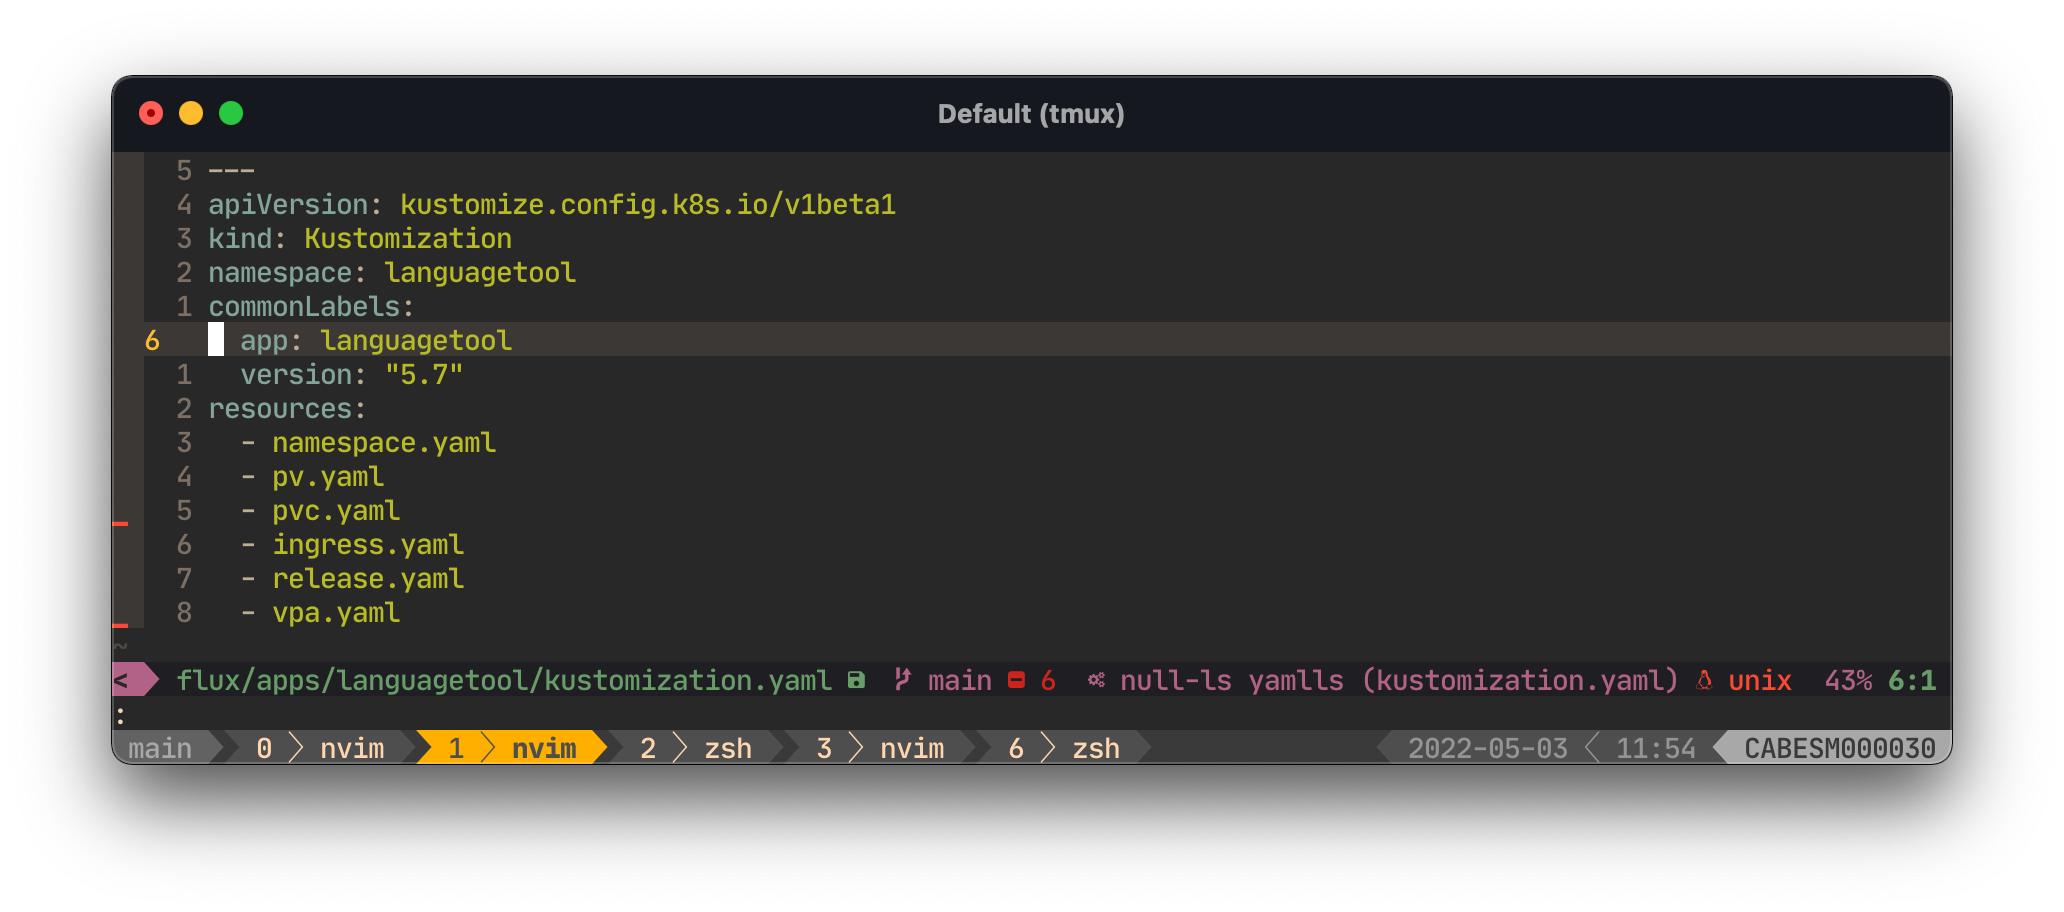 Default (tmux)
5 ---
4 apiVersion: kustomize.config.k8s.io/v1beta1
3 kind: Kustomization
2 namespace: languagetool
1 commonLabels:
6 app: languagetool
1 version: "5.7"
2 resources:
3 - namespace.yaml
4 - pv.yaml
5 - pvc.yaml
6 - ingress.yaml
7 - release.yaml
8 - vpa.yaml
~
< flux/apps/languagetool/kustomization.yaml main 6 null-ls yamlls (kustomization.yaml) unix 43% 6:1
:
main 0 nvim 1 nvim 2 zsh 3 nvim 6 zsh 2022-05-03 11:54 CABESM000030